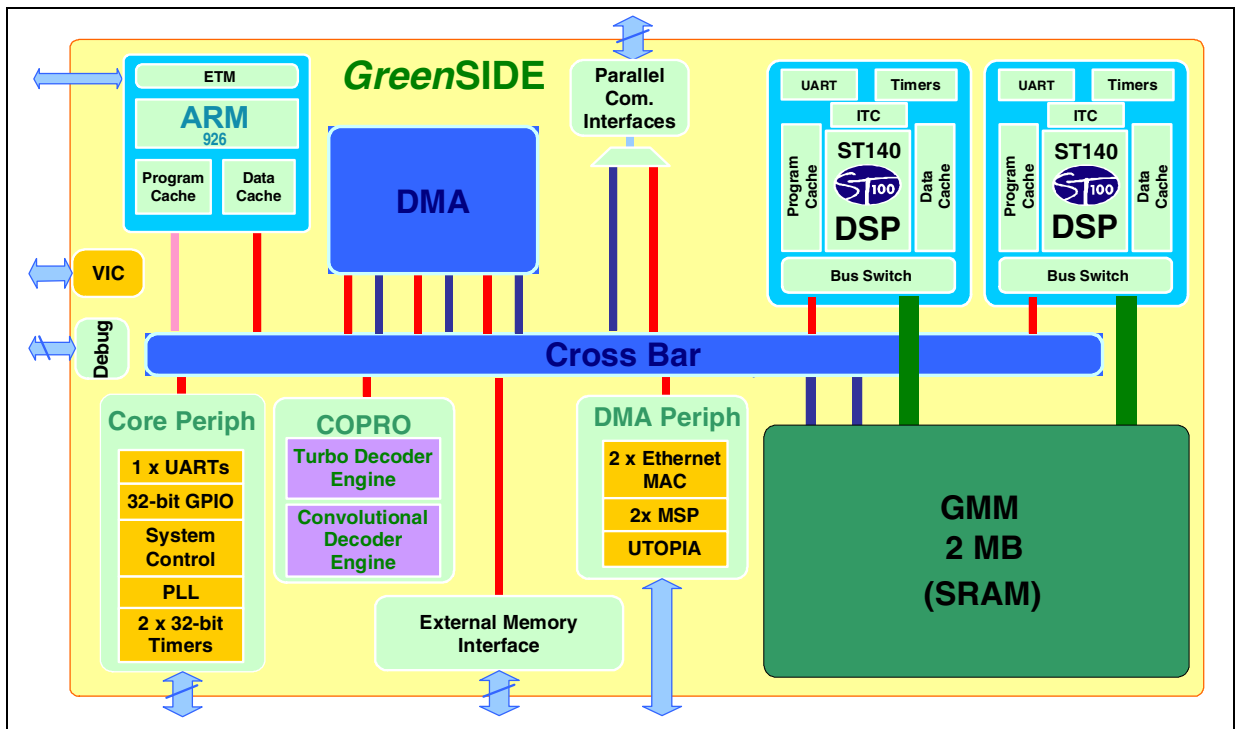 GreenSIDE
ETM
ARM
926
Program
Cache
Data
Cache
VIC
Debug
DMA
Parallel
Com.
Interfaces
UART
Timers
ITC
Program
Cache
ST140
ST100
DSP
Data
Cache
Bus Switch
UART
Timers
ITC
Program
Cache
ST140
ST100
DSP
Data
Cache
Bus Switch
Cross Bar
Core Periph
1 x UARTs
32-bit GPIO
System
Control
PLL
2 x 32-bit
Timers
COPRO
Turbo Decoder
Engine
Convolutional
Decoder
Engine
External Memory
Interface
DMA Periph
2 x Ethernet
MAC
2x MSP
UTOPIA
GMM
2 MB
(SRAM)